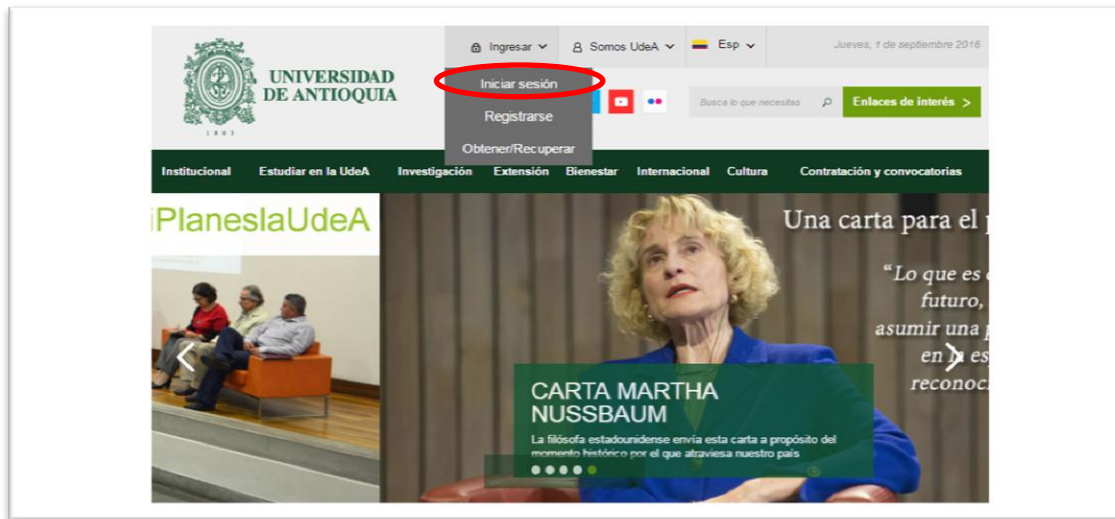 Ingresar
Somos UdeA
Esp
Jueves, 1 de septiembre 2016
UNIVERSIDAD
DE ANTIOQUIA
1803
Iniciar sesión
Registrarse
Obtener/Recuperar
Busca lo que necesitas
Enlaces de interés >
Institucional Estudiar en la UdeA Investigación Extensión Bienestar Internacional Cultura Contratación y convocatorias
iPlaneslaUdeA
Una carta para el
“Lo que es
futuro,
asumir una
en la es
reconoc
CARTA MARTHA
NUSSBAUM
La filósofa estadounidense envía esta carta a propósito del
momento histórico por el que atraviesa nuestro país